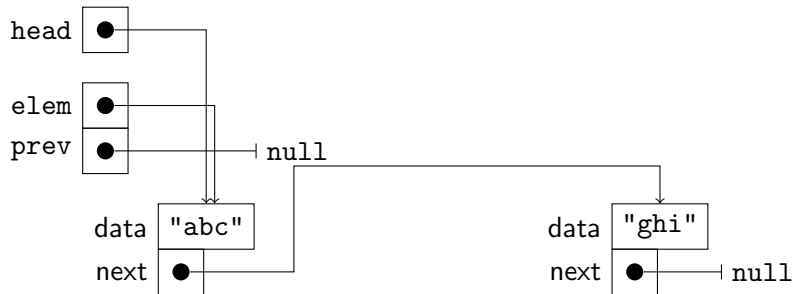 head
elem
prev null
data "abc" data "ghi"
next next null